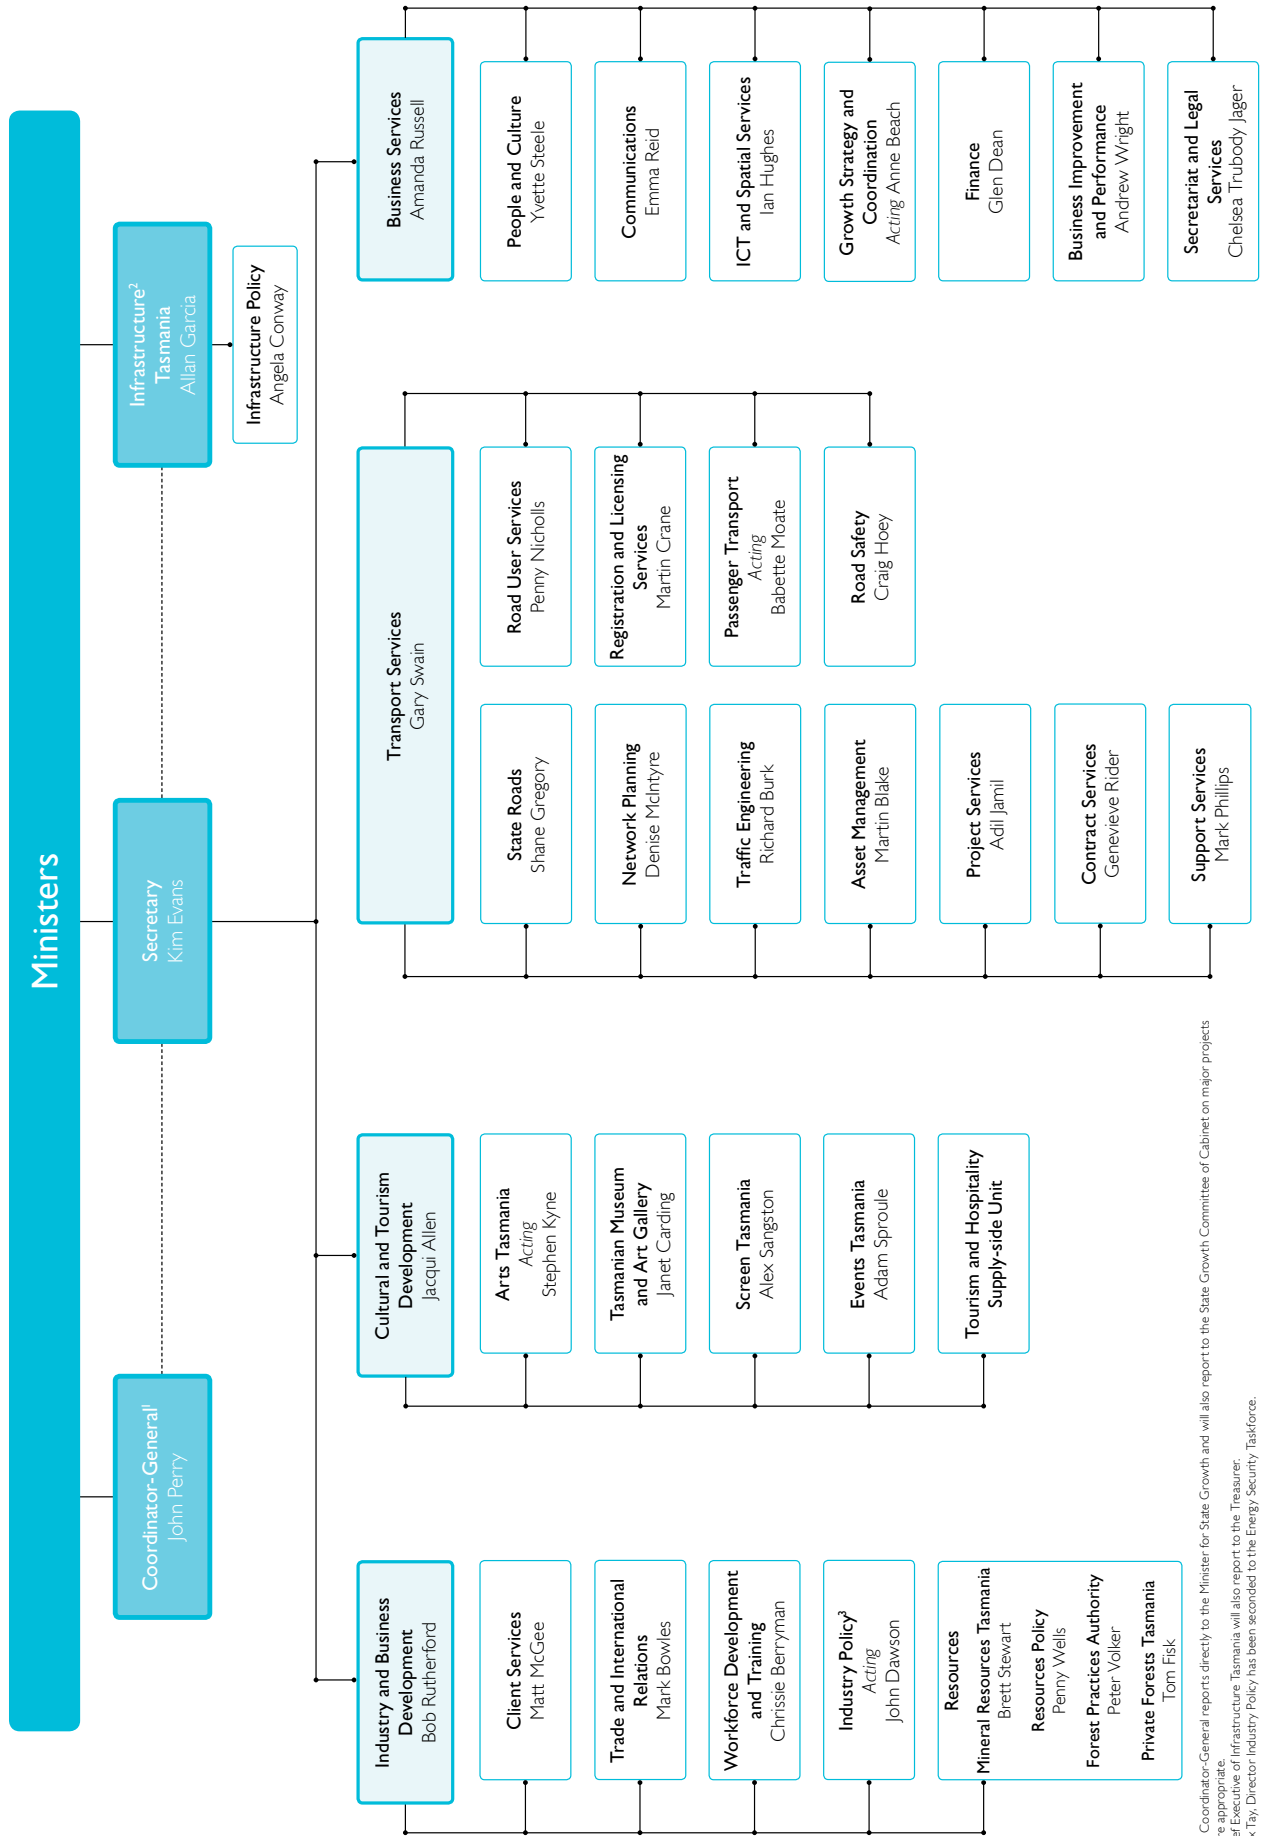 Ministers
Coordinator-General¹
John Perry
Secretary
Kim Evans
Infrastructure²
Tasmania
Allan Garcia
Infrastructure Policy
Angela Conway
Industry and Business
Development
Bob Rutherford
Client Services
Matt McGee
Trade and International
Relations
Mark Bowles
Workforce Development
and Training
Chrissie Berryman
Industry Policy³
Acting
John Dawson
Resources
Mineral Resources Tasmania
Brett Stewart
Resources Policy
Penny Wells
Forest Practices Authority
Peter Volker
Private Forests Tasmania
Tom Fisk
Cultural and Tourism
Development
Jacqui Allen
Arts Tasmania
Acting
Stephen Kyne
Tasmanian Museum
and Art Gallery
Janet Carding
Screen Tasmania
Alex Sangston
Events Tasmania
Adam Sproule
Tourism and Hospitality
Supply-side Unit
Transport Services
Gary Swain
State Roads
Shane Gregory
Network Planning
Denise McIntyre
Traffic Engineering
Richard Burk
Asset Management
Martin Blake
Project Services
Adil Jamil
Contract Services
Genevieve Rider
Support Services
Mark Phillips
Road User Services
Penny Nicholls
Registration and Licensing
Services
Martin Crane
Passenger Transport
Acting
Babette Moate
Road Safety
Craig Hoey
Business Services
Amanda Russell
People and Culture
Yvette Steele
Communications
Emma Reid
ICT and Spatial Services
Ian Hughes
Growth Strategy and
Coordination
Acting Anne Beach
Finance
Glen Dean
Business Improvement
and Performance
Andrew Wright
Secretariat and Legal
Services
Chelsea Trubody Jager
Coordinator-General reports directly to the Minister for State Growth and will also report to the State Growth Committee of Cabinet on major projects
re appropriate.
ef Executive of Infrastructure Tasmania will also report to the Treasurer.
x Tay, Director Industry Policy has been seconded to the Energy Security Taskforce.